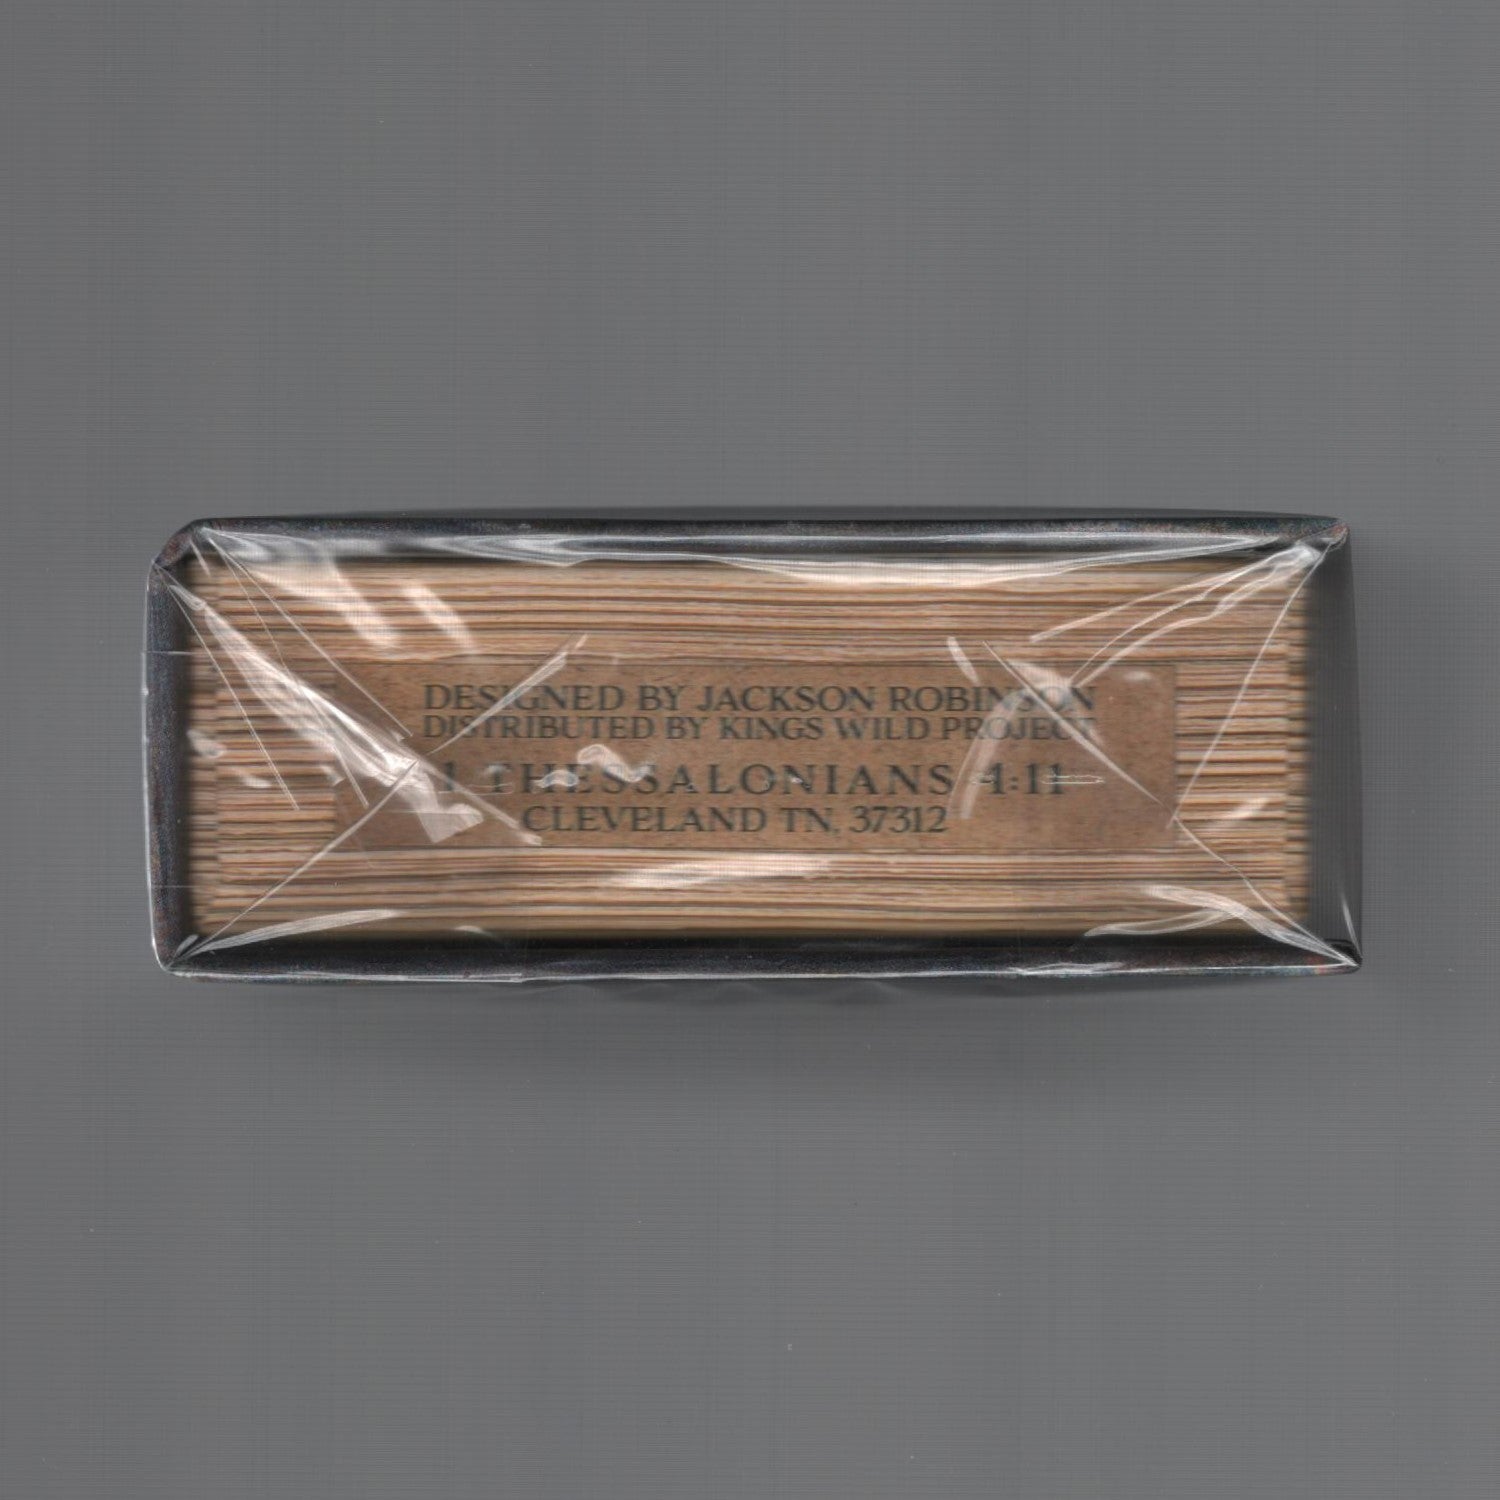 DESIGNED BY JACKSON ROBINSON
DISTRIBUTED BY KINGS WILD PROJECT
1 THESSALONIANS 4:11
CLEVELAND TN, 37312